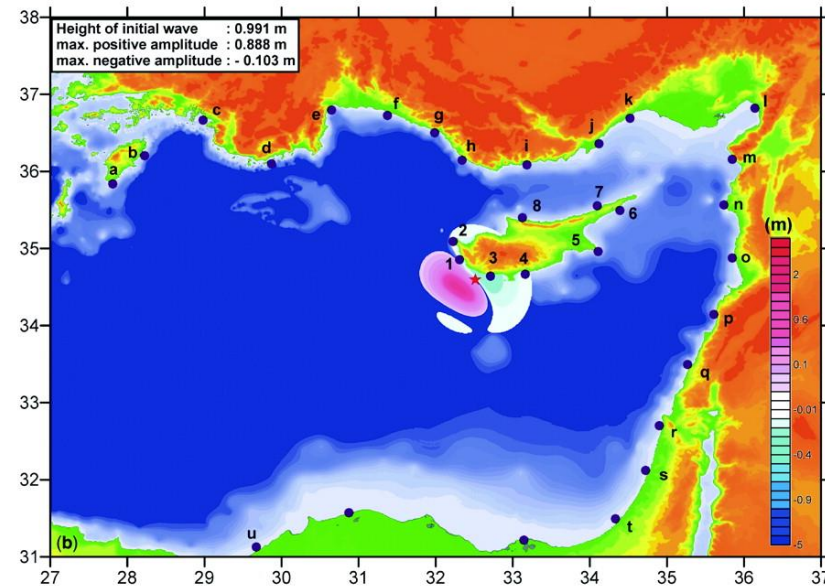 Height of initial wave : 0.991 m
max. positive amplitude : 0.888 m
max. negative amplitude : - 0.103 m
38
37
36
35
34
33
32
31
a
b
c
d
e
f
g
h
i
j
k
l
m
n
o
p
q
r
s
t
u
1
2
3
4
5
6
7
8
(m)
2
0.6
0.1
-0.01
-0.4
-0.9
-5
(b)
27 28 29 30 31 32 33 34 35 36 37